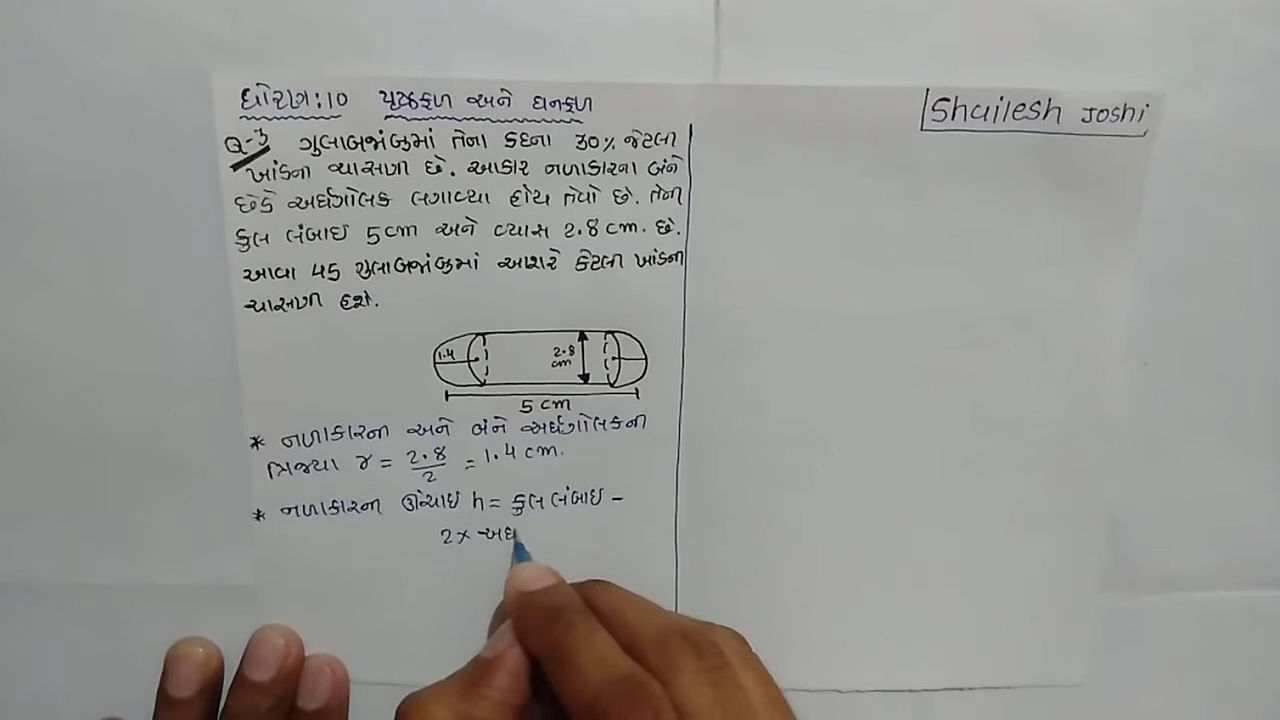 ધોરણ:10 પૃષ્ઠફળ અને ઘનફળ
Shailesh Joshi
Q-3 ગુલાબજાંબુમાં તેના કદના 30% જેટલી
ખાંડની ચાસણી છે. આકાર નળાકારના બંને
છેડે અર્ધગોલક લગાવ્યા હોય તેવો છે. તેની
કુલ લંબાઇ 5cm અને વ્યાસ 2.8 cm. છે.
આવા 45 ગુલાબજાંબુમાં આશરે કેટલી ખાંડની
ચાસણી હશે.
1.4
2.8
cm
5 cm
* નળાકારની અને બંને અર્ધગોલકની
ત્રિજ્યા r = 2.8/2 = 1.4 cm.
* નળાકારની ઊંચાઇ h = કુલ લંબાઇ -
2x અધ